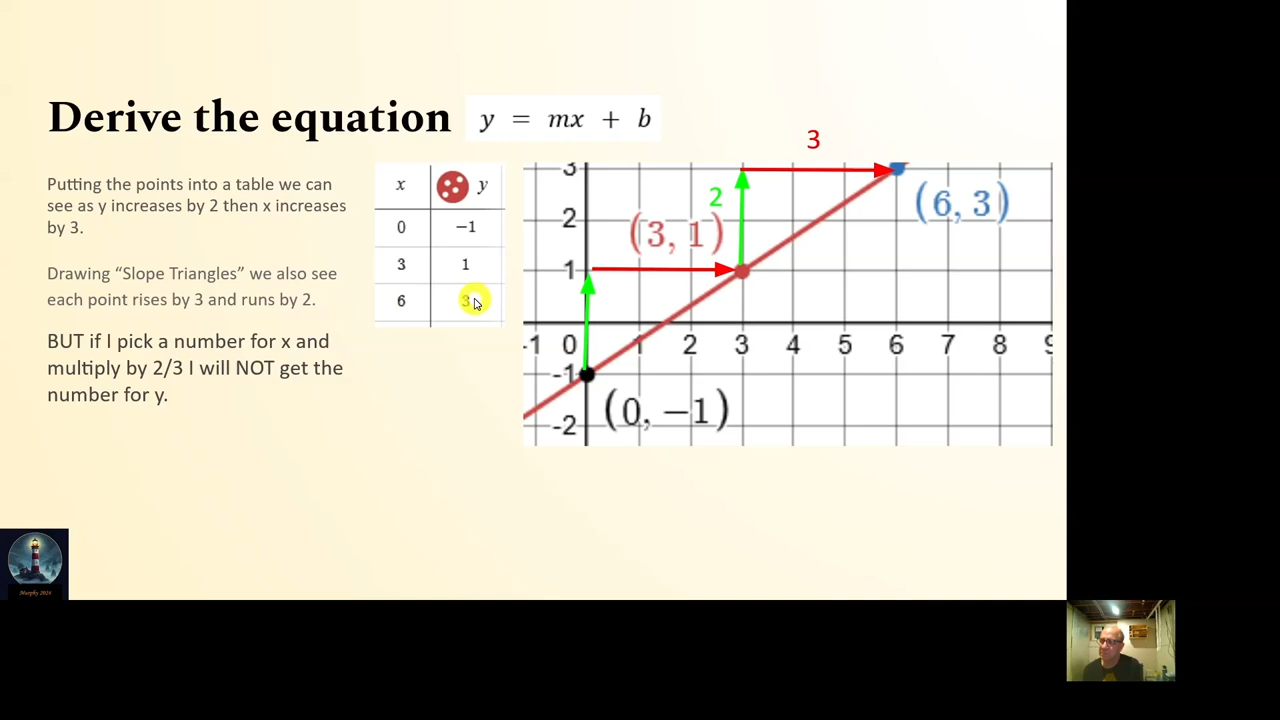 Derive the equation y = mx + b
Putting the points into a table we can
see as y increases by 2 then x increases
by 3.
Drawing “Slope Triangles” we also see
each point rises by 3 and runs by 2.
BUT if I pick a number for x and
multiply by 2/3 I will NOT get the
number for y.
x y
0 −1
3 1
6 3
3
3
2
(6, 3)
2
(3, 1)
1
-1 0 1 2 3 4 5 6 7 8 9
-1
(0, −1)
-2
Murphy 2024